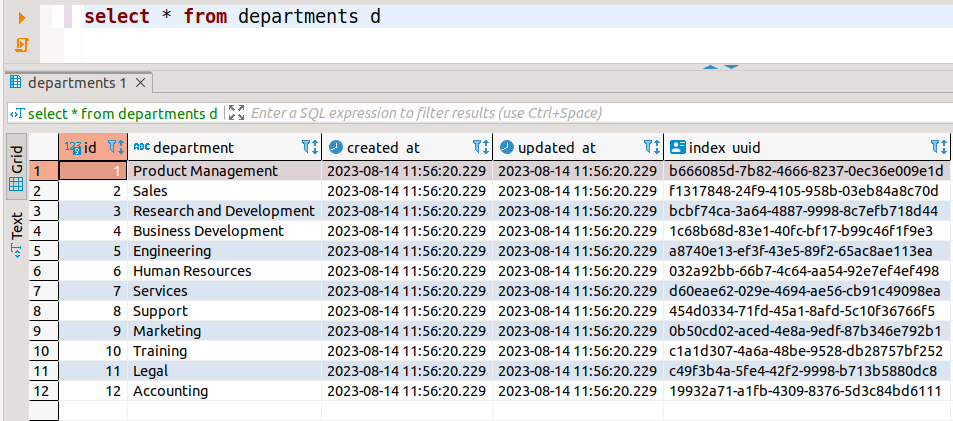 select * from departments d
departments 1
select * from departments d Enter a SQL expression to filter results (use Ctrl+Space)
Grid
Text
123 id ABC department created_at updated_at index_uuid
1 1 Product Management 2023-08-14 11:56:20.229 2023-08-14 11:56:20.229 b666085d-7b82-4666-8237-0ec36e009e1d
2 2 Sales 2023-08-14 11:56:20.229 2023-08-14 11:56:20.229 f1317848-24f9-4105-958b-03eb84a8c70d
3 3 Research and Development 2023-08-14 11:56:20.229 2023-08-14 11:56:20.229 bcbf74ca-3a64-4887-9998-8c7efb718d44
4 4 Business Development 2023-08-14 11:56:20.229 2023-08-14 11:56:20.229 1c68b68d-83e1-40fc-bf17-b99c46f1f9e3
5 5 Engineering 2023-08-14 11:56:20.229 2023-08-14 11:56:20.229 a8740e13-ef3f-43e5-89f2-65ac8ae113ea
6 6 Human Resources 2023-08-14 11:56:20.229 2023-08-14 11:56:20.229 032a92bb-66b7-4c64-aa54-92e7ef4ef498
7 7 Services 2023-08-14 11:56:20.229 2023-08-14 11:56:20.229 d60eae62-029e-4694-ae56-cb91c49098ea
8 8 Support 2023-08-14 11:56:20.229 2023-08-14 11:56:20.229 454d0334-71fd-45a1-8afd-5c10f36766f5
9 9 Marketing 2023-08-14 11:56:20.229 2023-08-14 11:56:20.229 0b50cd02-aced-4e8a-9edf-87b346e792b1
10 10 Training 2023-08-14 11:56:20.229 2023-08-14 11:56:20.229 c1a1d307-4a6a-48be-9528-db28757bf252
11 11 Legal 2023-08-14 11:56:20.229 2023-08-14 11:56:20.229 c49f3b4a-5fe4-42f2-9998-b713b5880dc8
12 12 Accounting 2023-08-14 11:56:20.229 2023-08-14 11:56:20.229 19932a71-a1fb-4309-8376-5d3c84bd6111